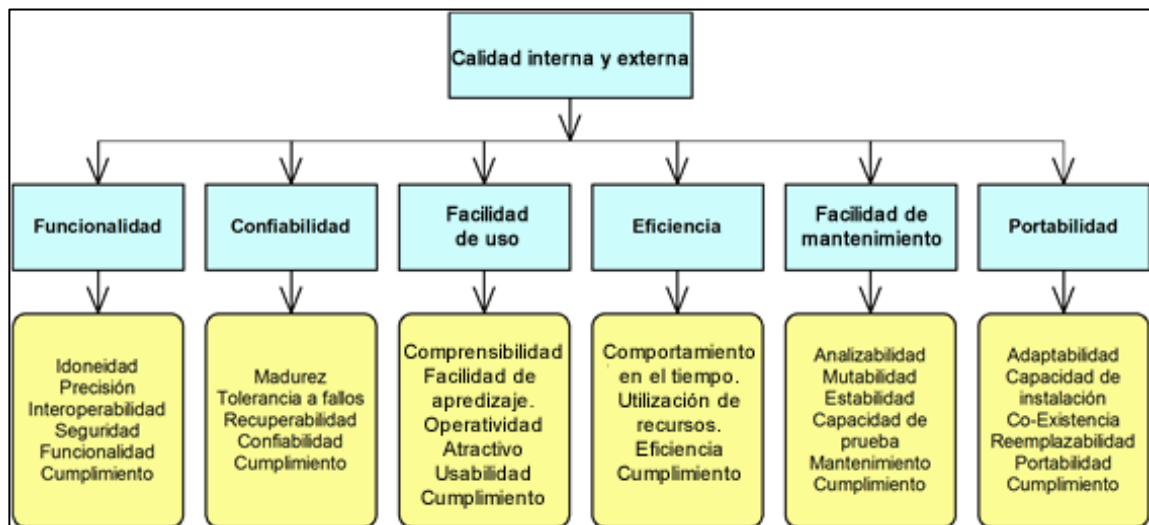 Calidad interna y externa
Funcionalidad
Confiabilidad
Facilidad
de uso
Eficiencia
Facilidad de
mantenimiento
Portabilidad
Idoneidad
Precisión
Interoperabilidad
Seguridad
Funcionalidad
Cumplimiento
Madurez
Tolerancia a fallos
Recuperabilidad
Confiabilidad
Cumplimiento
Comprensibilidad
Facilidad de
apredizaje.
Operatividad
Atractivo
Usabilidad
Cumplimiento
Comportamiento
en el tiempo.
Utilización de
recursos.
Eficiencia
Cumplimiento
Analizabilidad
Mutabilidad
Estabilidad
Capacidad de
prueba
Mantenimiento
Cumplimiento
Adaptabilidad
Capacidad de
instalación
Co-Existencia
Reemplazabilidad
Portabilidad
Cumplimiento